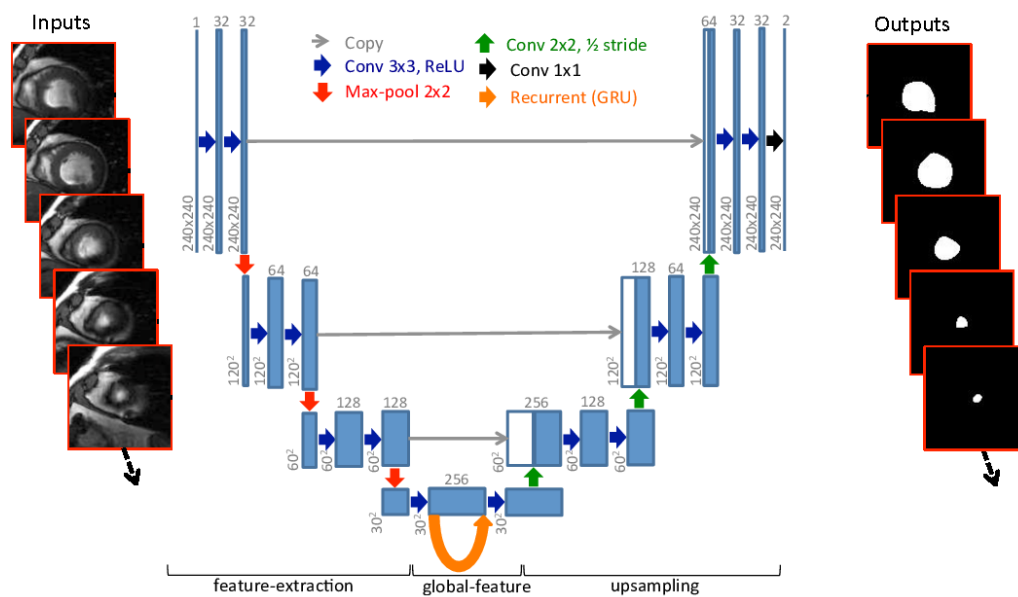 Inputs
Outputs
1 32 32
64 32 32 2
Copy
Conv 3x3, ReLU
Max-pool 2x2
Conv 2x2, ½ stride
Conv 1x1
Recurrent (GRU)
240x240 240x240 240x240
240x240 240x240 240x240 240x240
64 64
128 64
120² 120² 120²
120² 120² 120²
128 128
256 128
60² 60² 60²
60² 60² 60²
256
30² 30² 30²
feature-extraction
global-feature
upsampling